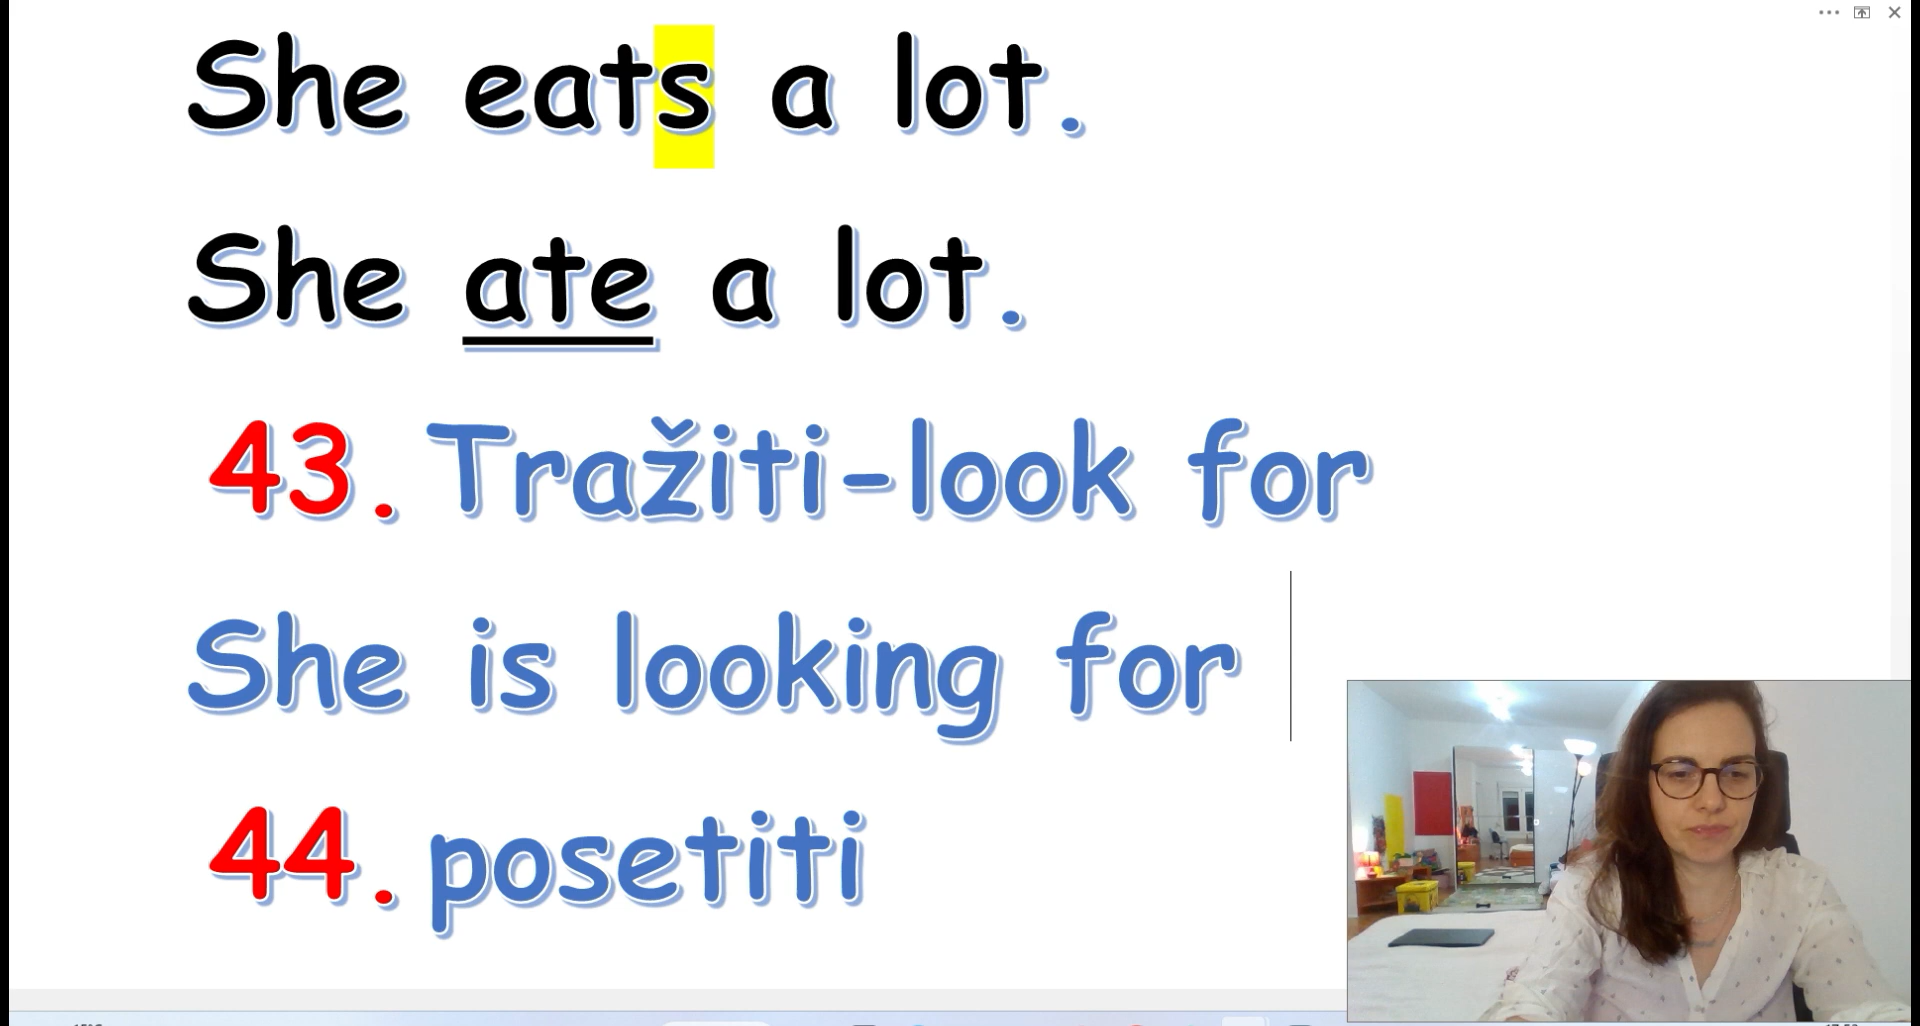 She eats a lot.
She ate a lot.
43. Tražiti-look for
She is looking for
44. posetiti